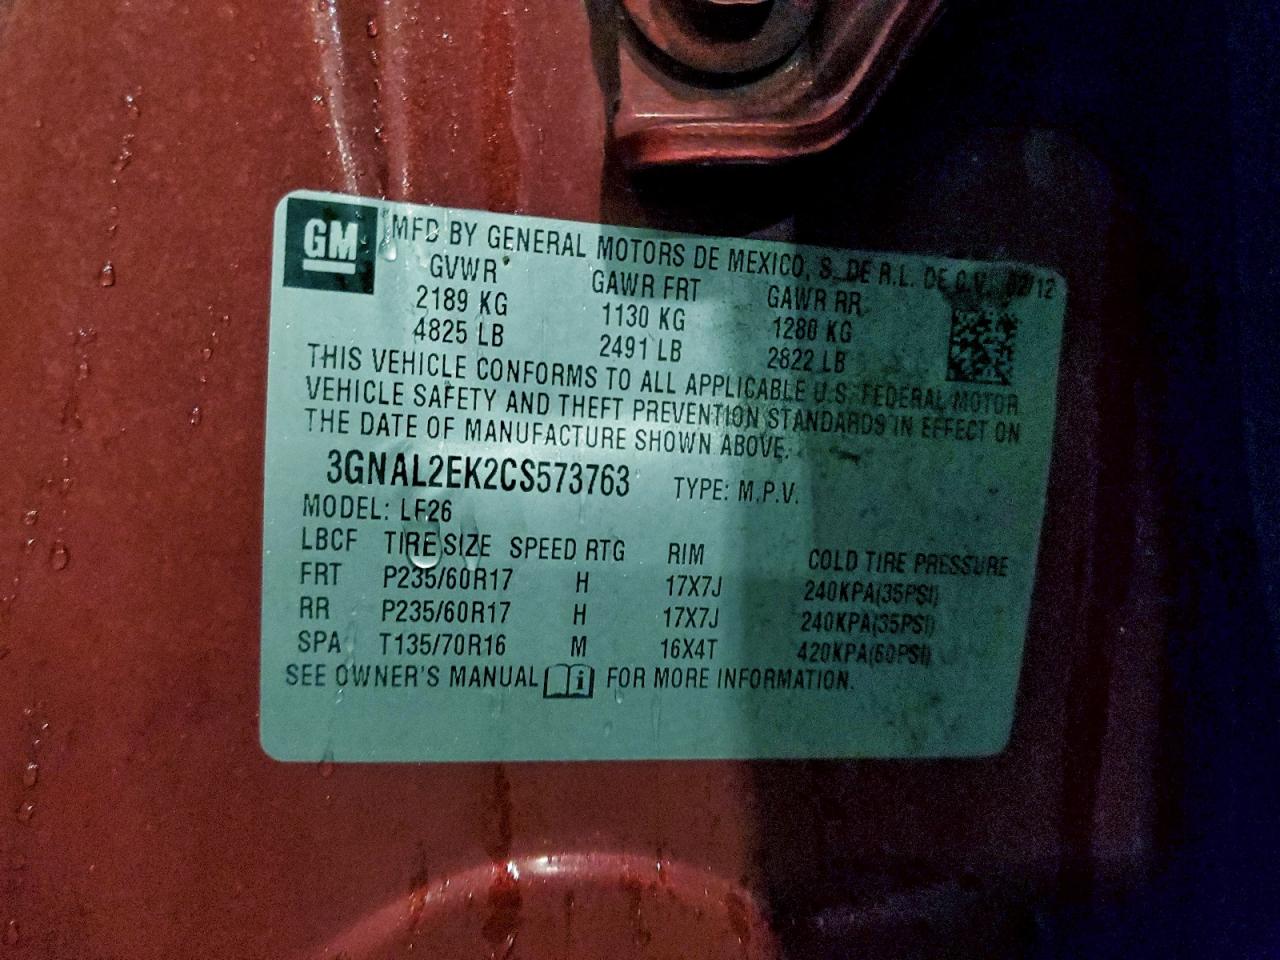 GM
MFD BY GENERAL MOTORS DE MEXICO, S. DE R.L. DE C.V. 02/12
GVWR GAWR FRT GAWR RR
2189 KG 1130 KG 1280 KG
4825 LB 2491 LB 2822 LB
THIS VEHICLE CONFORMS TO ALL APPLICABLE U.S. FEDERAL MOTOR
VEHICLE SAFETY AND THEFT PREVENTION STANDARDS IN EFFECT ON
THE DATE OF MANUFACTURE SHOWN ABOVE.
3GNAL2EK2CS573763 TYPE: M.P.V.
MODEL: LF26
LBCF TIRE SIZE SPEED RTG RIM COLD TIRE PRESSURE
FRT P235/60R17 H 17X7J 240KPA(35PSI)
RR P235/60R17 H 17X7J 240KPA(35PSI)
SPA T135/70R16 M 16X4T 420KPA(60PSI)
SEE OWNER'S MANUAL i FOR MORE INFORMATION.